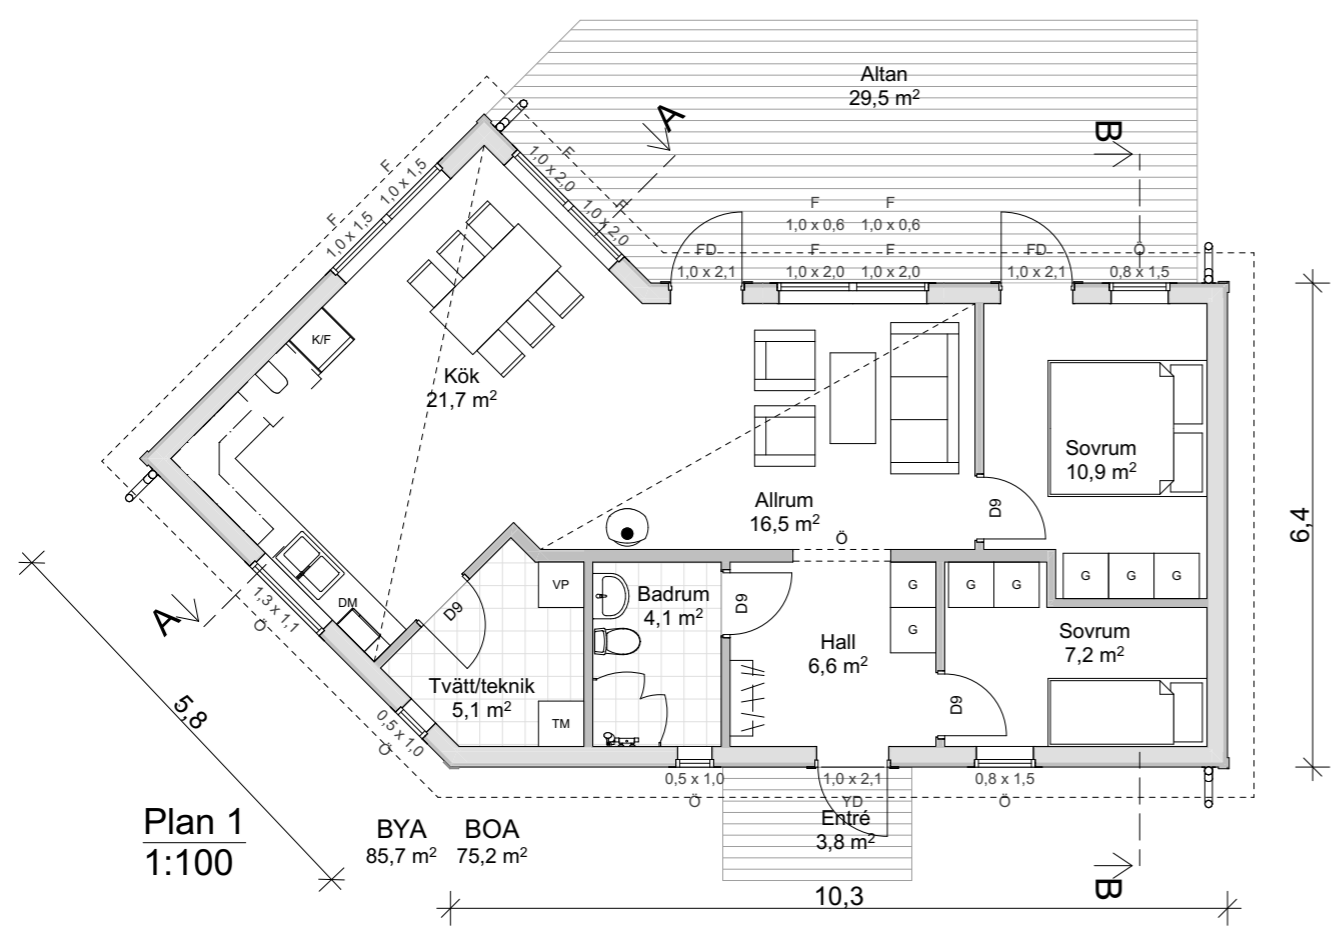 Altan
29,5 m²
A
B
F
1,0 x 1,5
F
1,0 x 1,5
F
1,0 x 2,0
F
1,0 x 2,0
F F
1,0 x 0,6 1,0 x 0,6
FD F F FD Ö
1,0 x 2,1 1,0 x 2,0 1,0 x 2,0 1,0 x 2,1 0,8 x 1,5
K/F
Kök
21,7 m²
Sovrum
10,9 m²
Allrum
16,5 m²
D9
Ö
6,4
G G G
VP
Badrum
4,1 m²
D9
G
G
G G
DM
D9
Hall
6,6 m²
Sovrum
7,2 m²
A
1,3 x 1,1
Ö
Tvätt/teknik
5,1 m²
TM
D9
5,8
0,5 x 1,0
Ö
0,5 x 1,0
Ö
1,0 x 2,1
YD
0,8 x 1,5
Ö
Entré
3,8 m²
Plan 1
1:100
BYA BOA
85,7 m² 75,2 m²
B
10,3